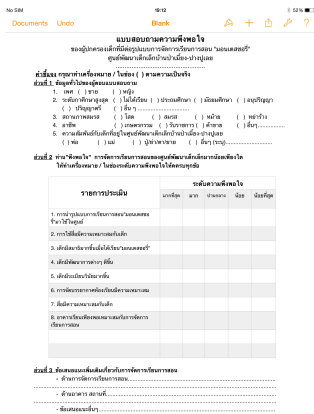 No SIM 19:12 52%
Documents Undo Blank
แบบสอบถามความพึงพอใจ
ของผู้ปกครองเด็กที่มีต่อรูปแบบการจัดการเรียนการสอน "มอนเตสซอรี่"
ศูนย์พัฒนาเด็กเล็กบ้านป่าเมี่ยง-ปางปูเลย
คำชี้แจง กรุณาทำเครื่องหมาย / ในช่อง ( ) ตามความเป็นจริง
ส่วนที่ 1 ข้อมูลทั่วไปของผู้ตอบแบบสอบถาม
1. เพศ ( ) ชาย ( ) หญิง
2. ระดับการศึกษาสูงสุด ( ) ไม่ได้เรียน ( ) ประถมศึกษา ( ) มัธยมศึกษา ( ) อนุปริญญา
( ) ปริญญาตรี ( ) อื่น ๆ ..........................
3. สถานภาพสมรส ( ) โสด ( ) สมรส ( ) หม้าย ( ) หย่าร้าง
4. อาชีพ ( ) เกษตรกรรม ( ) รับราชการ ( ) ค้าขาย ( ) อื่นๆ..................
5. ความสัมพันธ์กับเด็กที่อยู่ในศูนย์พัฒนาเด็กเล็กบ้านป่าเมี่ยง-ปางปูเลย
( ) พ่อ ( ) แม่ ( ) ปู่/ย่า/ตา/ยาย ( ) อื่นๆ (ระบุ)..........................
ส่วนที่ 2 ท่าน"พึงพอใจ" การจัดการเรียนการสอนของศูนย์พัฒนาเด็กเล็กมากน้อยเพียงใด
ให้ทำเครื่องหมาย / ในช่องระดับความพึงพอใจให้ครบทุกข้อ
รายการประเมิน ระดับความพึงพอใจ
มากที่สุด มาก ปานกลาง น้อย น้อยที่สุด
1. การนำรูปแบบการเรียนการสอน"มอนเตสซอ
รี่"มาใช้ในศูนย์
2. การใช้สื่อมีความเหมาะสมกับเด็ก
3. เด็กมีสมาธิมากขึ้นเมื่อได้เรียน"มอนเตสซอรี่"
4. เด็กมีพัฒนาการต่างๆ ดีขึ้น
5. เด็กมีระเบียบวินัยมากขึ้น
6. การจัดบรรยากาศห้องเรียนมีความเหมาะสม
7. สื่อมีความเหมาะสมกับเด็ก
8. อาคารเรียนเพียงพอเหมาะสมกับการจัดการ
เรียนการสอน
ส่วนที่ 3 ข้อเสนอแนะเพิ่มเติมเกี่ยวกับการจัดการเรียนการสอน
- ด้านการจัดการเรียนการสอน..........................
- ด้านอาคาร สถานที่..........................
- ข้อเสนอแนะอื่นๆ..........................